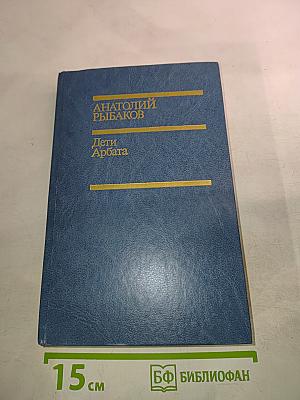 АНАТОЛИЙ
РЫБАКОВ
Дети
Арбата
15 см
БФ БИБЛИОФАН